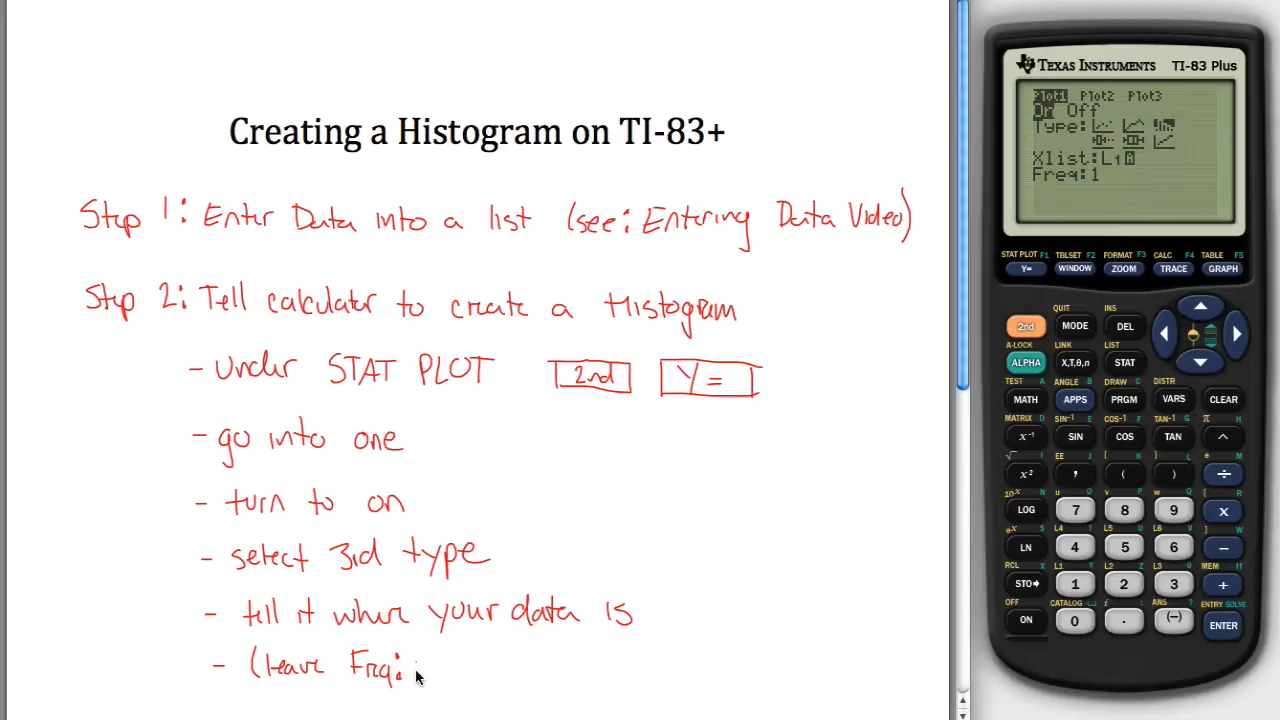 Creating a Histogram on TI-83+
Step 1: Enter Data into a list (see: Entering Data Video)
Step 2: Tell calculator to create a Histogram
- Under STAT PLOT 2nd Y=
- go into one
- turn to on
- select 3rd type
- tell it where your data is
- (leave Freq:
TEXAS INSTRUMENTS TI-83 Plus
Plot1 Plot2 Plot3
On Off
Type:
Xlist:L1
Freq:1
STAT PLOT F1 TBLSET F2 FORMAT F3 CALC F4 TABLE F5
Y= WINDOW ZOOM TRACE GRAPH
QUIT INS
2nd MODE DEL
A-LOCK LINK LIST
ALPHA X,T,θ,n STAT
TEST A ANGLE B DRAW C DISTR
MATH APPS PRGM VARS CLEAR
MATRIX D SIN⁻¹ E COS⁻¹ F TAN⁻¹ G π H
x⁻¹ SIN COS TAN ^
√ I EE J { K } L e M
x² , ( ) ÷
10ˣ N u O v P w Q [ R
LOG 7 8 9 x
eˣ S L4 T L5 U L6 V ] W
LN 4 5 6 −
RCL X L1 Y L2 Z L3 θ MEM "
STO➔ 1 2 3 +
OFF CATALOG : ANS ? ENTRY SOLVE
ON 0 . (−) ENTER